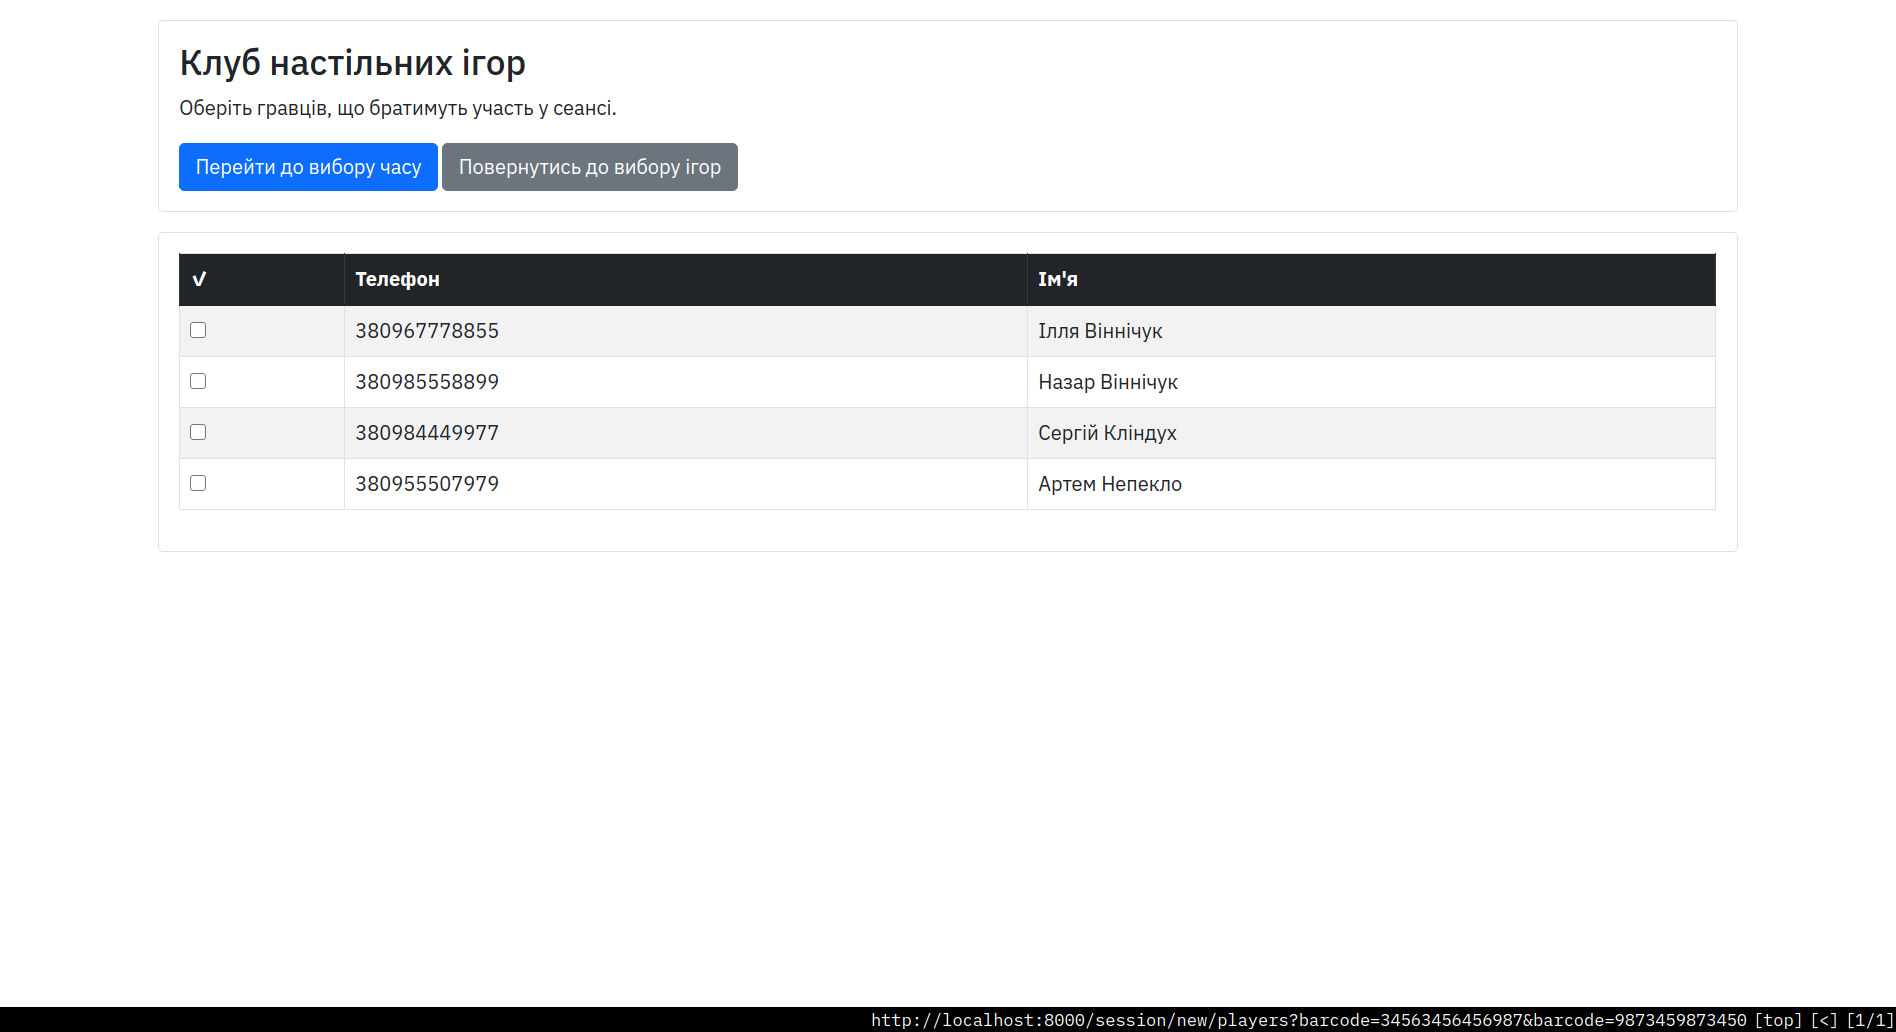 Клуб настільних ігор
Оберіть гравців, що братимуть участь у сеансі.
Перейти до вибору часу Повернутись до вибору ігор
√ Телефон Ім'я
380967778855 Ілля Віннічук
380985558899 Назар Віннічук
380984449977 Сергій Кліндух
380955507979 Артем Непекло
http://localhost:8000/session/new/players?barcode=34563456456987&barcode=9873459873450 [top] [<] [1/1]